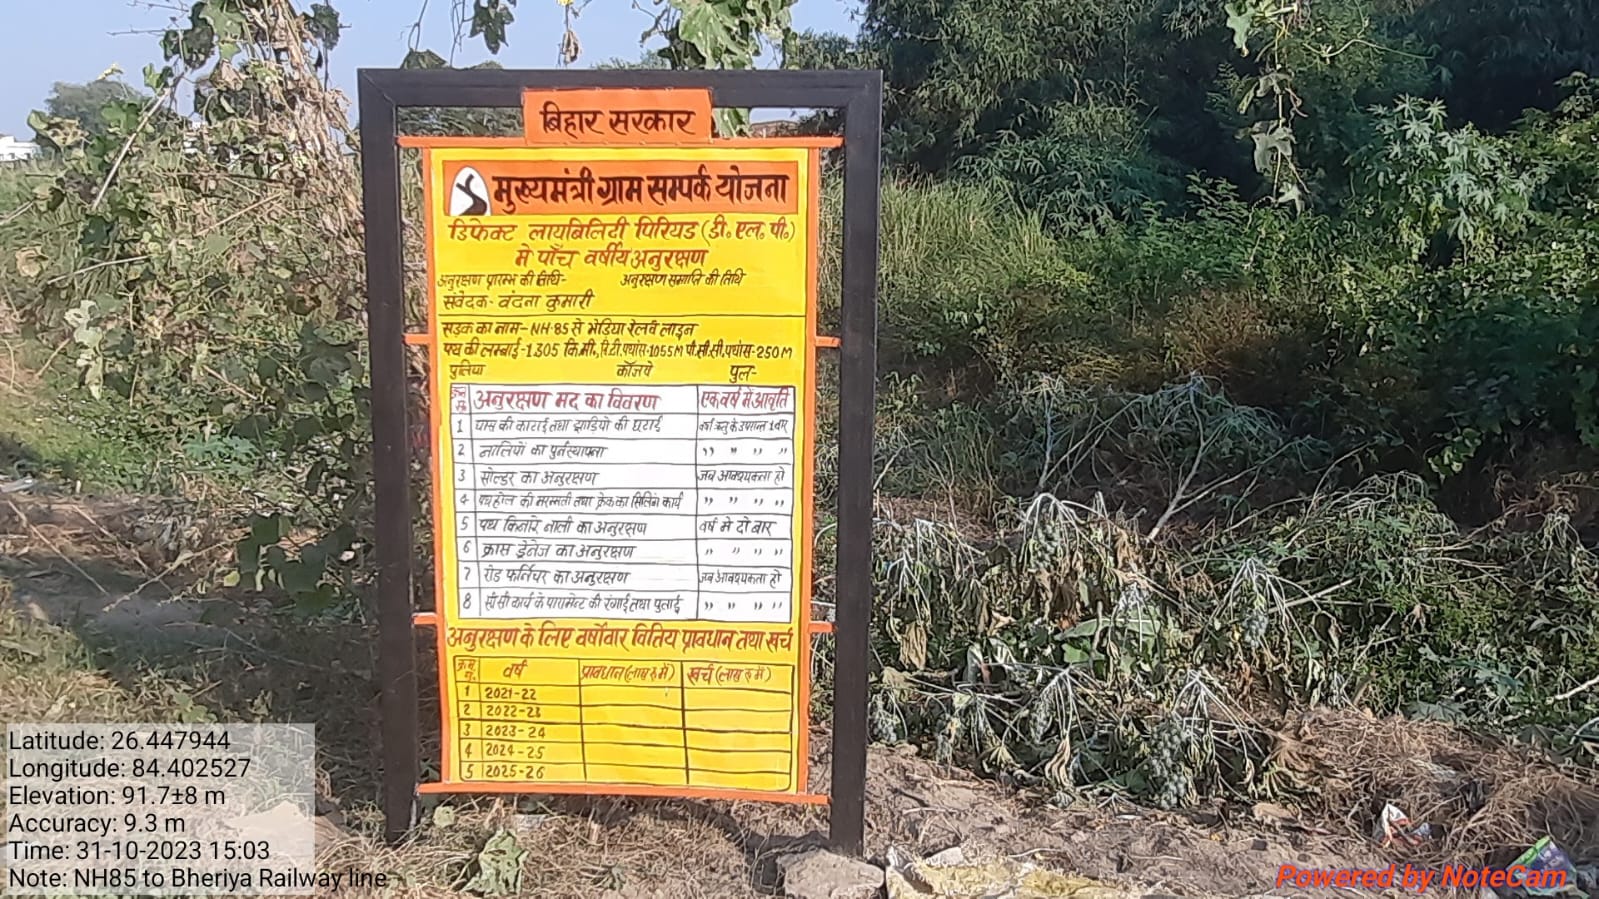 बिहार सरकार
मुख्यमंत्री ग्राम सम्पर्क योजना
डिफेक्ट लायबिलिटी पिरियड (डी॰ एल॰ पी॰)
मे पाँच वर्षीय अनुरक्षण
अनुरक्षण प्रारम्भ की तिथि- अनुरक्षण समाप्ति की तिथि
संवेदक- वंदना कुमारी
सड़क का नाम- NH-85 से भेडिया रेलवे लाइन
पथ की लम्बाई-1.305 कि.मी., वि.टी.पथांस-1055M पी.सी.सी.पथांस-250M
पुलिया कॉजवे पुल-
अनुरक्षण मद का विवरण एक वर्ष में आवृति
1 घास की कटाई तथा झाडियो की छटाई वर्षा ऋतु के उपरान्त 1 बार
2 नालियों का पुर्नस्थापना " " " "
3 सोल्डर का अनुरक्षण जब आवश्यकता हो
4 पथ होल की मरम्मती तथा क्रेक का सिलिंग कार्य " " " "
5 पथ किनारे नाली का अनुरक्षण वर्ष मे दो बार
6 क्रास ड्रेनेज का अनुरक्षण " " " "
7 रोड फर्निचर का अनुरक्षण जब आवश्यकता हो
8 सी.सी कार्य के पारामेन्ट की रंगाई तथा पुताई " " " "
अनुरक्षण के लिए वर्षोवार वितिय प्रावधान तथा खर्च
क्रम सं. वर्ष प्रावधान (लाख रु में) खर्च (लाख रु में)
1 2021-22
2 2022-23
3 2023-24
4 2024-25
5 2025-26
Latitude: 26.447944
Longitude: 84.402527
Elevation: 91.7±8 m
Accuracy: 9.3 m
Time: 31-10-2023 15:03
Note: NH85 to Bheriya Railway line
Powered by NoteCam